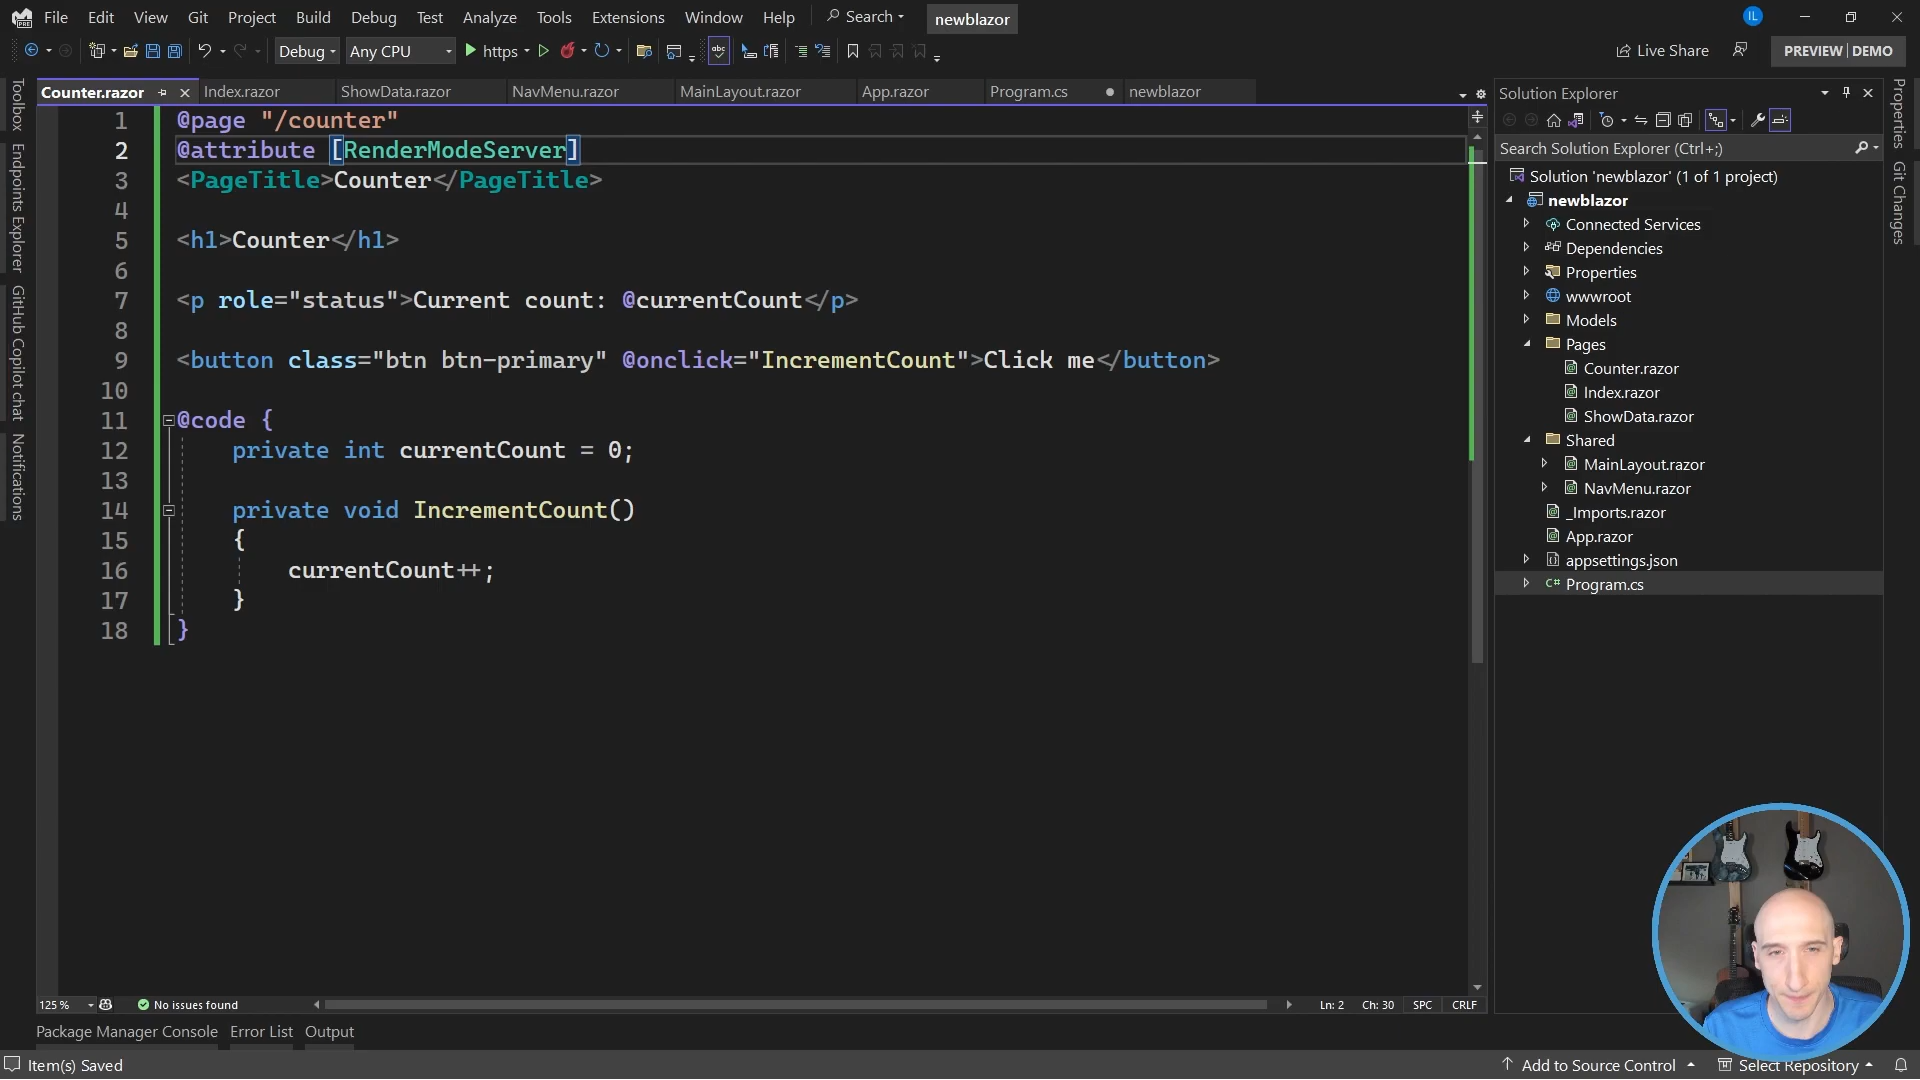 File Edit View Git Project Build Debug Test Analyze Tools Extensions Window Help Search newblazor IL
Debug Any CPU https abc Live Share PREVIEW DEMO
Counter.razor Index.razor ShowData.razor NavMenu.razor MainLayout.razor App.razor Program.cs newblazor
Toolbox
Endpoints Explorer
GitHub Copilot chat
Notifications
1 @page "/counter"
2 @attribute [RenderModeServer]
3 <PageTitle>Counter</PageTitle>
4
5 <h1>Counter</h1>
6
7 <p role="status">Current count: @currentCount</p>
8
9 <button class="btn btn-primary" @onclick="IncrementCount">Click me</button>
10
11 @code {
12 private int currentCount = 0;
13
14 private void IncrementCount()
15 {
16 currentCount++;
17 }
18 }
125 % No issues found Ln: 2 Ch: 30 SPC CRLF
Package Manager Console Error List Output
Item(s) Saved Add to Source Control Select Repository
Solution Explorer
Search Solution Explorer (Ctrl+;)
Solution 'newblazor' (1 of 1 project)
newblazor
Connected Services
Dependencies
Properties
wwwroot
Models
Pages
Counter.razor
Index.razor
ShowData.razor
Shared
MainLayout.razor
NavMenu.razor
_Imports.razor
App.razor
appsettings.json
C# Program.cs
Properties
Git Changes